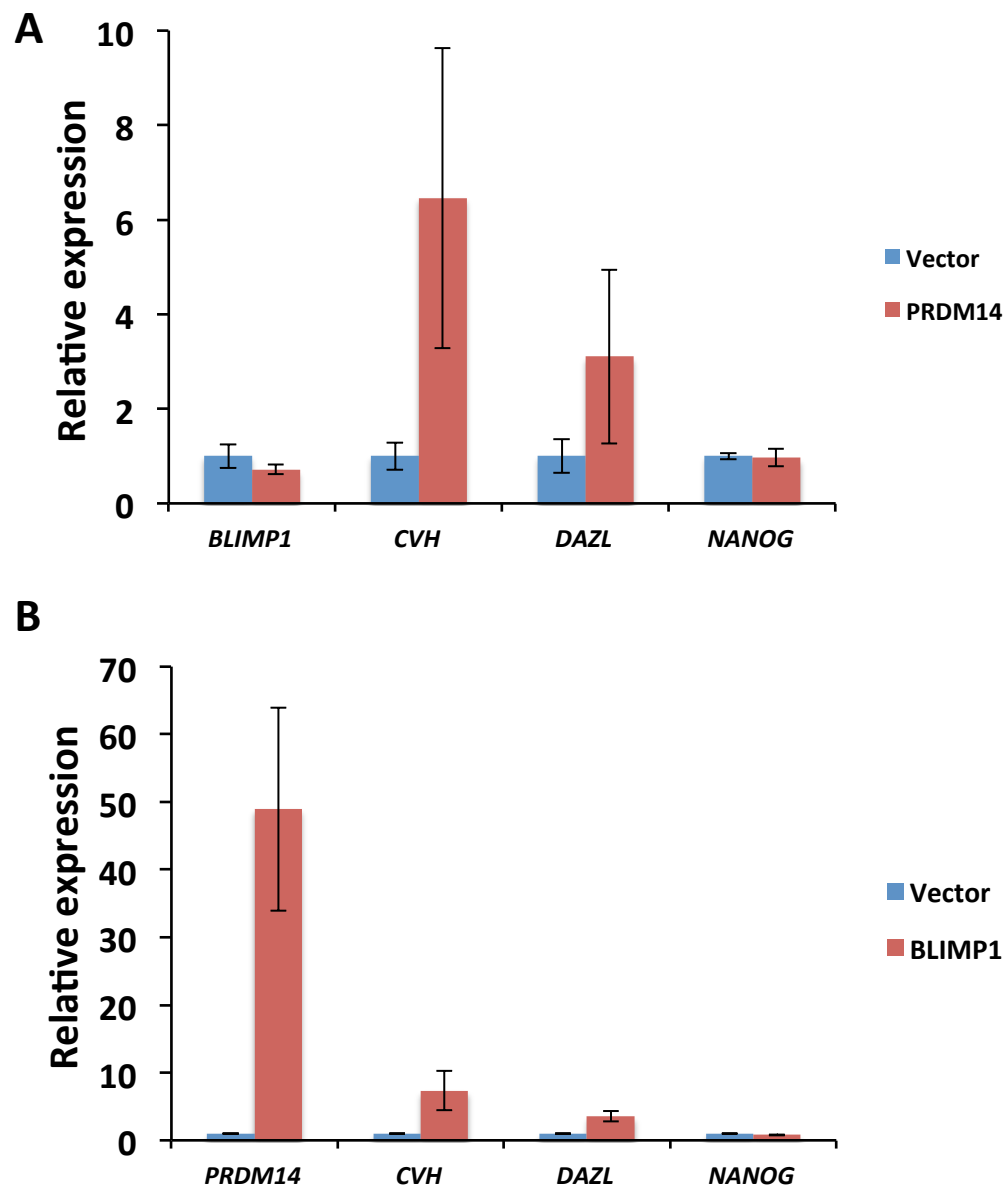 A
10
8
6
4
2
0
Relative expression
BLIMP1 CVH DAZL NANOG
Vector
PRDM14
B
70
60
50
40
30
20
10
0
Relative expression
PRDM14 CVH DAZL NANOG
Vector
BLIMP1